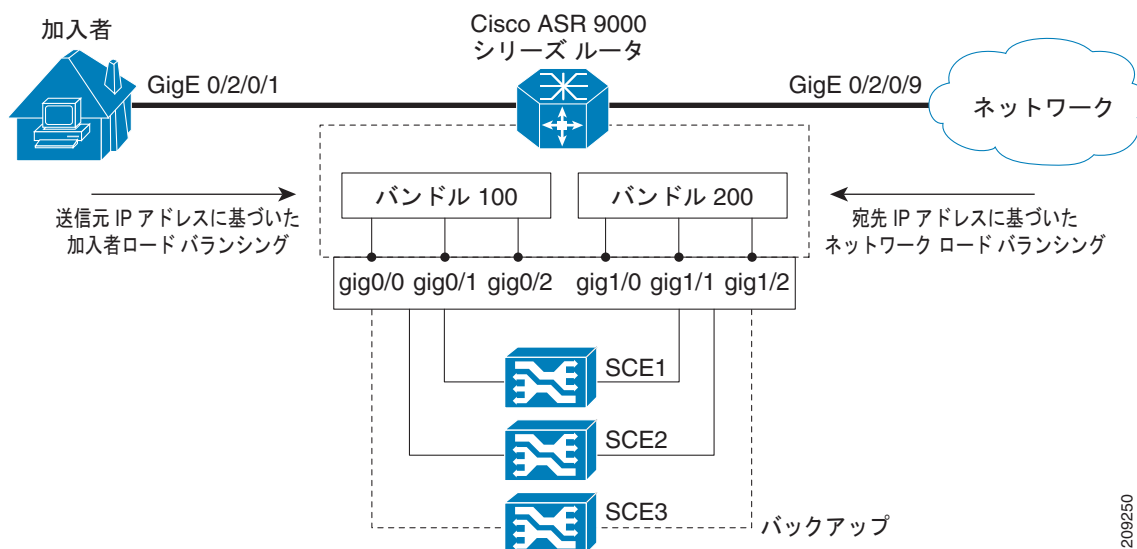 加入者
Cisco ASR 9000
シリーズ ルータ
GigE 0/2/0/1
GigE 0/2/0/9
ネットワーク
バンドル 100
バンドル 200
送信元 IP アドレスに基づいた
加入者ロード バランシング
宛先 IP アドレスに基づいた
ネットワーク ロード バランシング
gig0/0 gig0/1 gig0/2 gig1/0 gig1/1 gig1/2
SCE1
SCE2
SCE3
バックアップ
209250